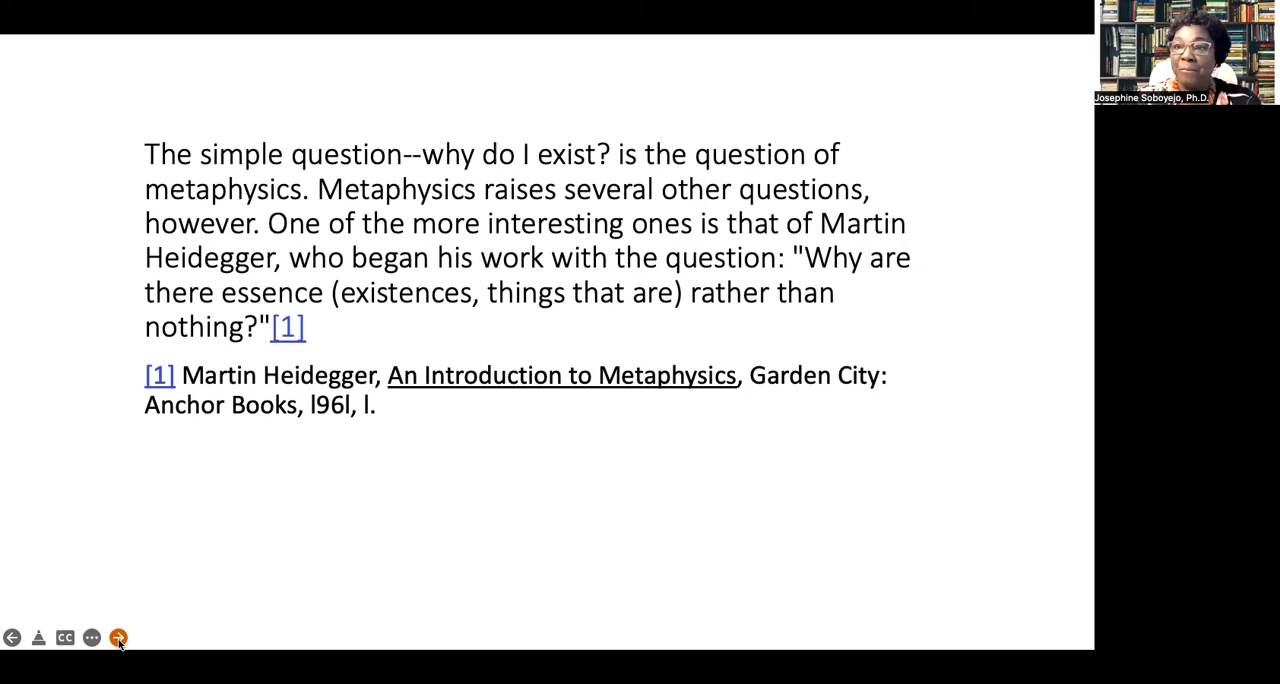 Josephine Soboyejo, Ph.D.
The simple question--why do I exist? is the question of
metaphysics. Metaphysics raises several other questions,
however. One of the more interesting ones is that of Martin
Heidegger, who began his work with the question: "Why are
there essence (existences, things that are) rather than
nothing?"[1]
[1] Martin Heidegger, An Introduction to Metaphysics, Garden City:
Anchor Books, l96l, l.
CC